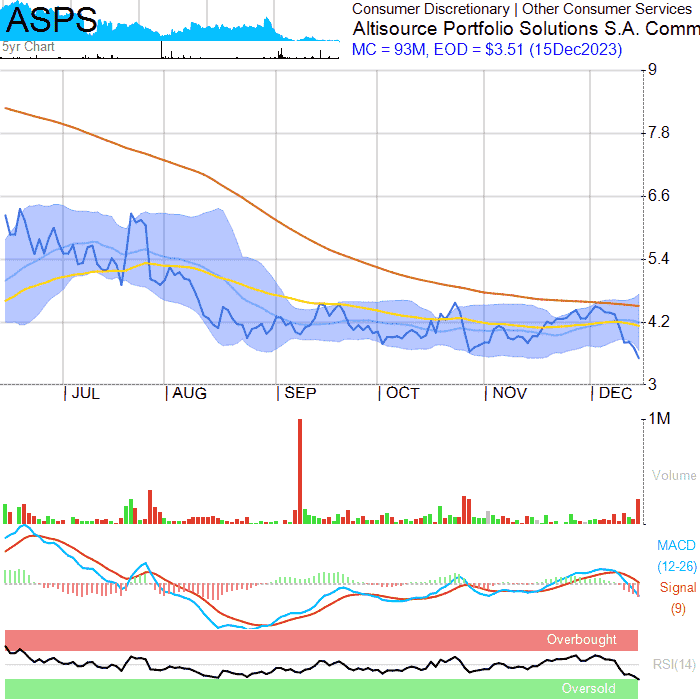 ASPS
5yr Chart
Consumer Discretionary | Other Consumer Services
Altisource Portfolio Solutions S.A. Comm
MC = 93M, EOD = $3.51 (15Dec2023)
9
7.8
6.6
5.4
4.2
3
| JUL | AUG | SEP | OCT | NOV | DEC
1M
Volume
MACD
(12-26)
Signal
(9)
Overbought
RSI(14)
Oversold